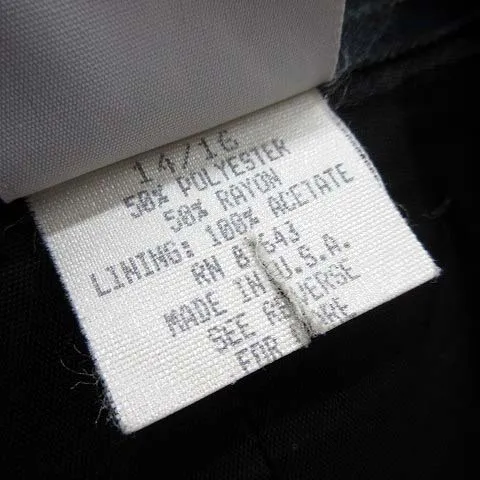 14/16
50% POLYESTER
50% RAYON
LINING: 100% ACETATE
RN
MADE IN U.S.A.
SEE REVERSE
FOR